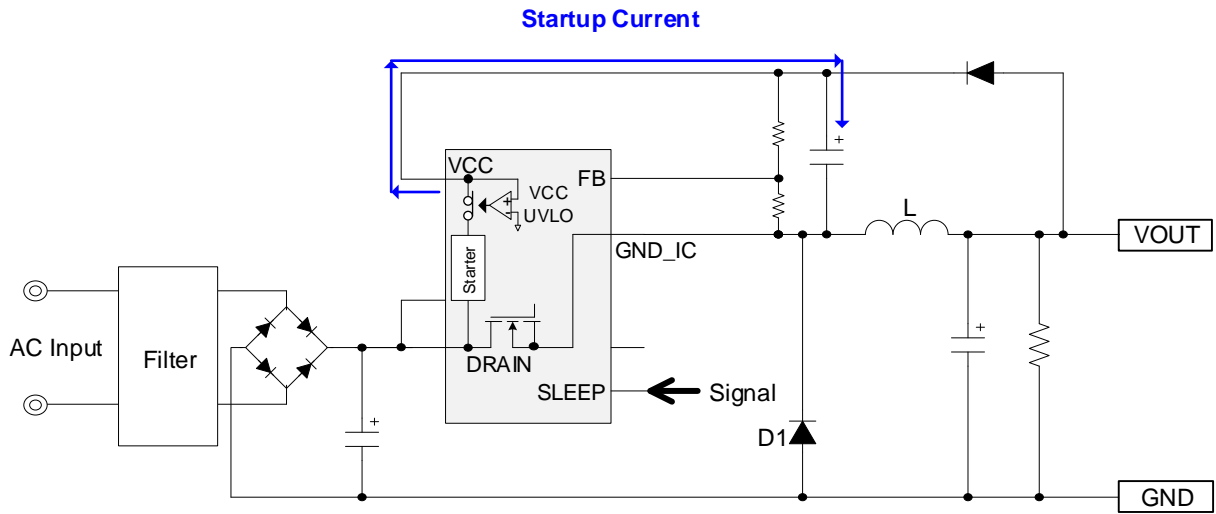 Startup Current
VCC
FB
VCC
UVLO
L
VOUT
GND_IC
Starter
AC Input
Filter
DRAIN
SLEEP
Signal
D1
GND